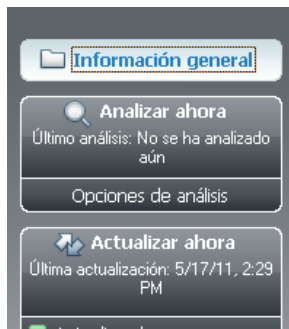 Información general
Analizar ahora
Último análisis: No se ha analizado
aún
Opciones de análisis
Actualizar ahora
Última actualización: 5/17/11, 2:29
PM